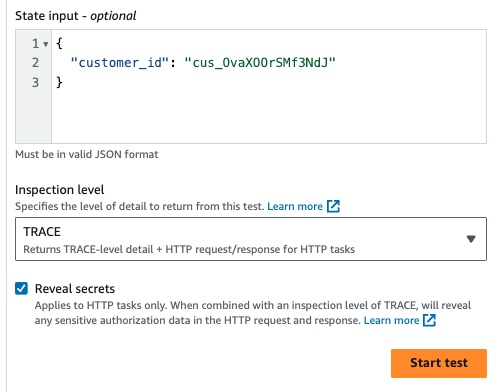 State input - optional
1 {
2 "customer_id": "cus_OvaXOOrSMf3NdJ"
3 }
Must be in valid JSON format
Inspection level
Specifies the level of detail to return from this test. Learn more
TRACE
Returns TRACE-level detail + HTTP request/response for HTTP tasks
Reveal secrets
Applies to HTTP tasks only. When combined with an inspection level of TRACE, will reveal
any sensitive authorization data in the HTTP request and response. Learn more
Start test